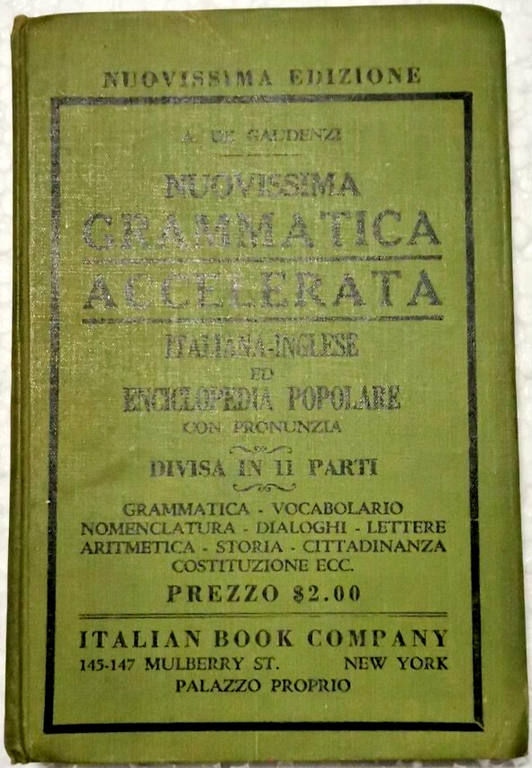 NUOVISSIMA EDIZIONE
A. DE GAUDENZI
NUOVISSIMA
GRAMMATICA
ACCELERATA
ITALIANA-INGLESE
ED
ENCICLOPEDIA POPOLARE
CON PRONUNZIA
DIVISA IN 11 PARTI
GRAMMATICA - VOCABOLARIO
NOMENCLATURA - DIALOGHI - LETTERE
ARITMETICA - STORIA - CITTADINANZA
COSTITUZIONE ECC.
PREZZO $2.00
ITALIAN BOOK COMPANY
145-147 MULBERRY ST. NEW YORK
PALAZZO PROPRIO